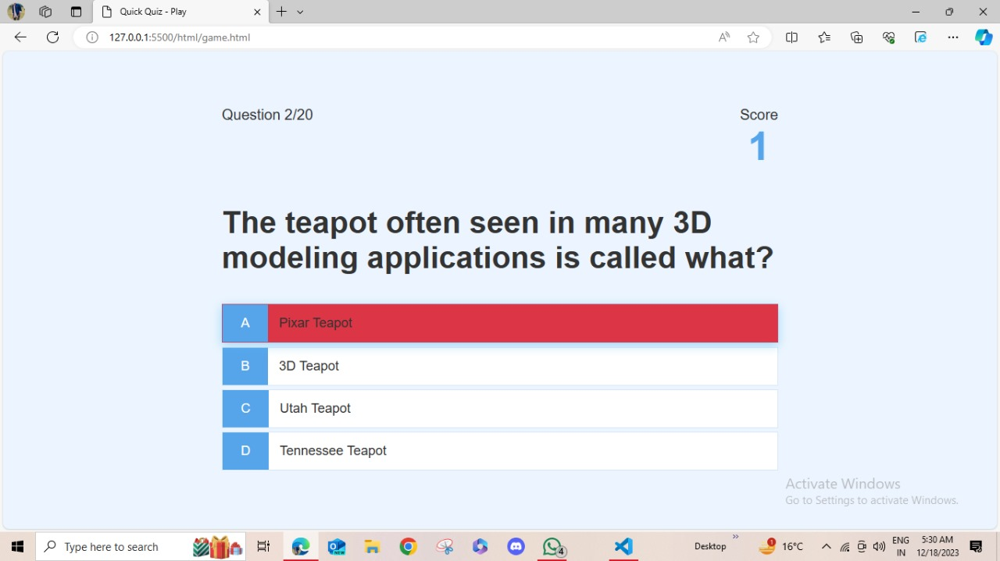 Quick Quiz - Play
127.0.0.1:5500/html/game.html
Question 2/20
Score
1
The teapot often seen in many 3D
modeling applications is called what?
A Pixar Teapot
B 3D Teapot
C Utah Teapot
D Tennessee Teapot
Activate Windows
Go to Settings to activate Windows.
Type here to search
NEW
4
Desktop
1
16°C
ENG
IN
5:30 AM
12/18/2023